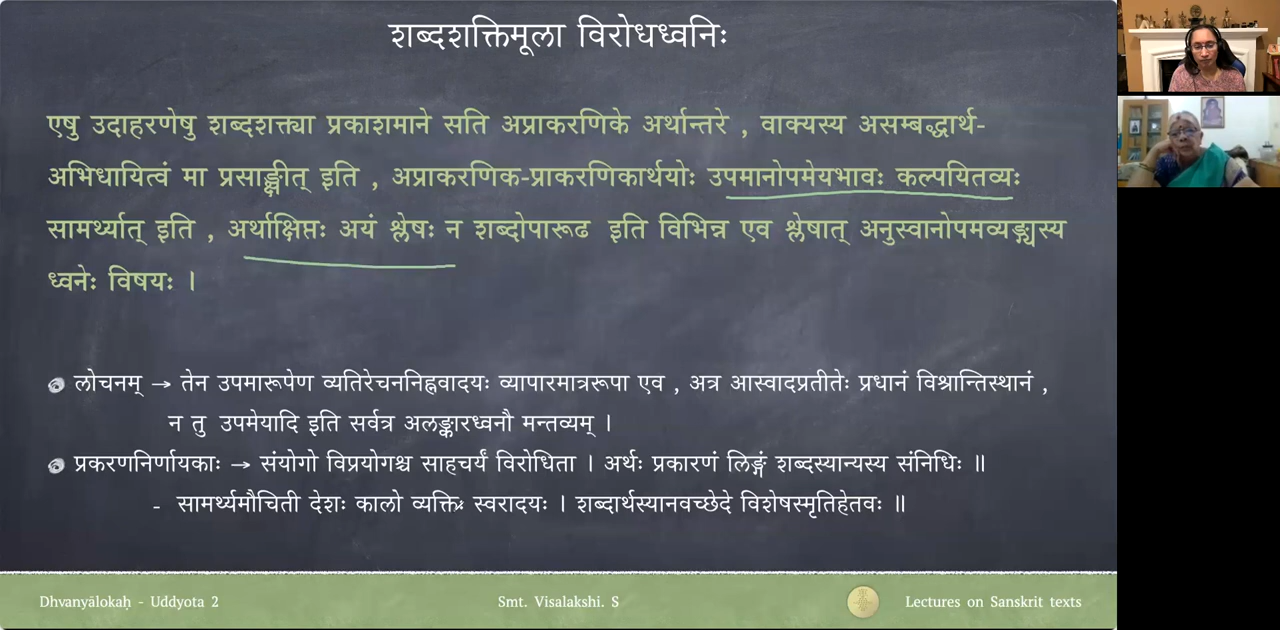 शब्दशक्तिमूला विरोधध्वनिः
एषु उदाहरणेषु शब्दशक्त्या प्रकाशमाने सति अप्राकरणिके अर्थान्तरे , वाक्यस्य असम्बद्धार्थ-
अभिधायित्वं मा प्रसाङ्क्षीत् इति , अप्राकरणिक-प्राकरणिकार्थयोः उपमानोपमेयभावः कल्पयितव्यः
सामर्थ्यात् इति , अर्थाक्षिप्तः अयं श्लेषः न शब्दोपारूढ इति विभिन्न एव श्लेषात् अनुस्वानोपमव्यङ्ग्यस्य
ध्वनेः विषयः ।
लोचनम् → तेन उपमारूपेण व्यतिरेचननिह्नवादयः व्यापारमात्ररूपा एव , अत्र आस्वादप्रतीतेः प्रधानं विश्रान्तिस्थानं ,
न तु उपमेयादि इति सर्वत्र अलङ्कारध्वनौ मन्तव्यम् ।
प्रकरणनिर्णायकाः → संयोगो विप्रयोगश्च साहचर्यं विरोधिता । अर्थः प्रकारणं लिङ्गं शब्दस्यान्यस्य संनिधिः ॥
- सामर्थ्यमौचिती देशः कालो व्यक्तिः स्वरादयः । शब्दार्थस्यानवच्छेदे विशेषस्मृतिहेतवः ॥
Dhvanyālokaḥ - Uddyota 2 Smt. Visalakshi. S Lectures on Sanskrit texts